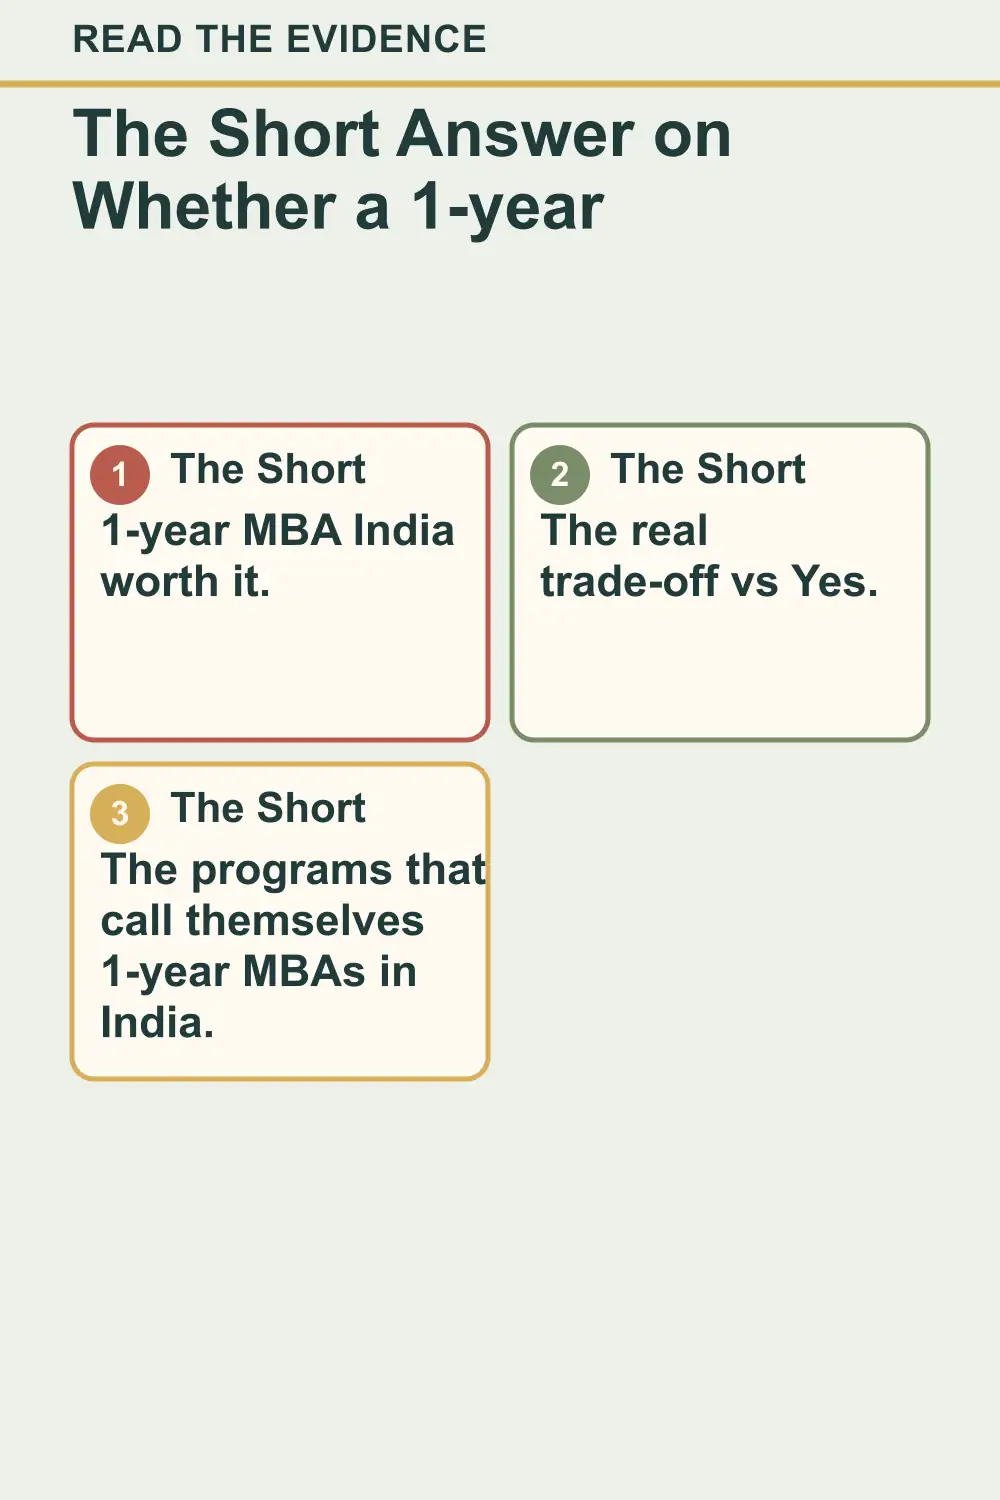 READ THE EVIDENCE
The Short Answer on
Whether a 1-year
1 The Short
1-year MBA India
worth it.
2 The Short
The real
trade-off vs Yes.
3 The Short
The programs that
call themselves
1-year MBAs in
India.